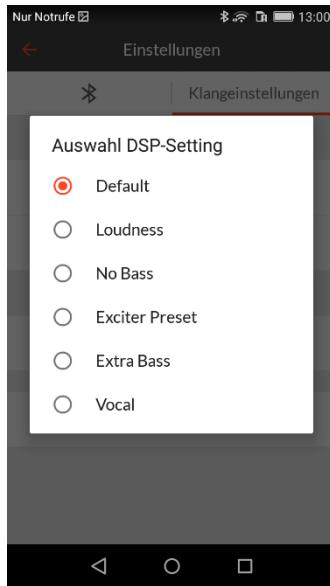 Nur Notrufe 13:00
Einstellungen
Klangeinstellungen
Auswahl DSP-Setting
Default
Loudness
No Bass
Exciter Preset
Extra Bass
Vocal